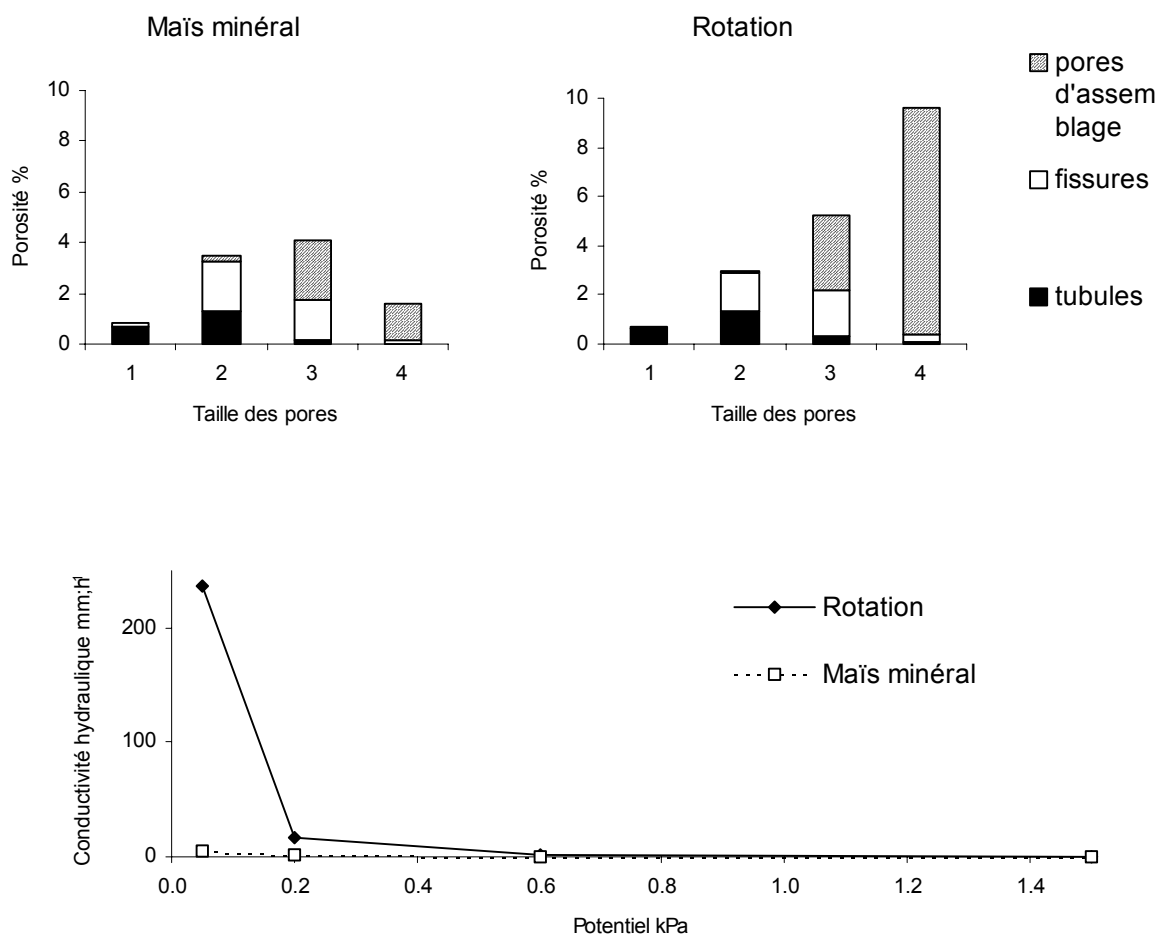 Maïs minéral
Rotation
pores
d'assem
blage
fissures
tubules
Porosité %
10
8
6
4
2
0
1 2 3 4
Taille des pores
Porosité %
10
8
6
4
2
0
1 2 3 4
Taille des pores
Conductivité hydraulique mm;h¹
200
100
0
0.0 0.2 0.4 0.6 0.8 1.0 1.2 1.4
Potentiel kPa
Rotation
Maïs minéral